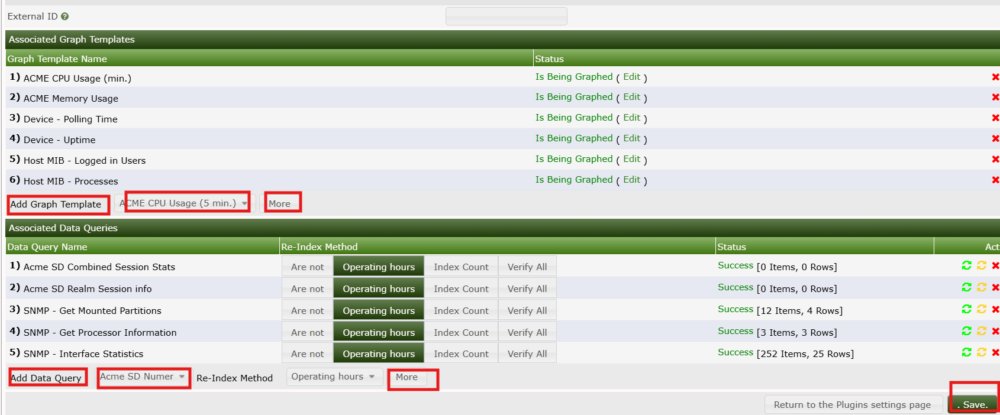 External ID
Associated Graph Templates
Graph Template Name Status
1) ACME CPU Usage (min.) Is Being Graphed ( Edit )
2) ACME Memory Usage Is Being Graphed ( Edit )
3) Device - Polling Time Is Being Graphed ( Edit )
4) Device - Uptime Is Being Graphed ( Edit )
5) Host MIB - Logged in Users Is Being Graphed ( Edit )
6) Host MIB - Processes Is Being Graphed ( Edit )
Add Graph Template ACME CPU Usage (5 min.) More
Associated Data Queries
Data Query Name Re-Index Method Status Act
1) Acme SD Combined Session Stats Are not Operating hours Index Count Verify All Success [0 Items, 0 Rows]
2) Acme SD Realm Session info Are not Operating hours Index Count Verify All Success [0 Items, 0 Rows]
3) SNMP - Get Mounted Partitions Are not Operating hours Index Count Verify All Success [12 Items, 4 Rows]
4) SNMP - Get Processor Information Are not Operating hours Index Count Verify All Success [3 Items, 3 Rows]
5) SNMP - Interface Statistics Are not Operating hours Index Count Verify All Success [252 Items, 25 Rows]
Add Data Query Acme SD Numer Re-Index Method Operating hours More
Return to the Plugins settings page . Save.